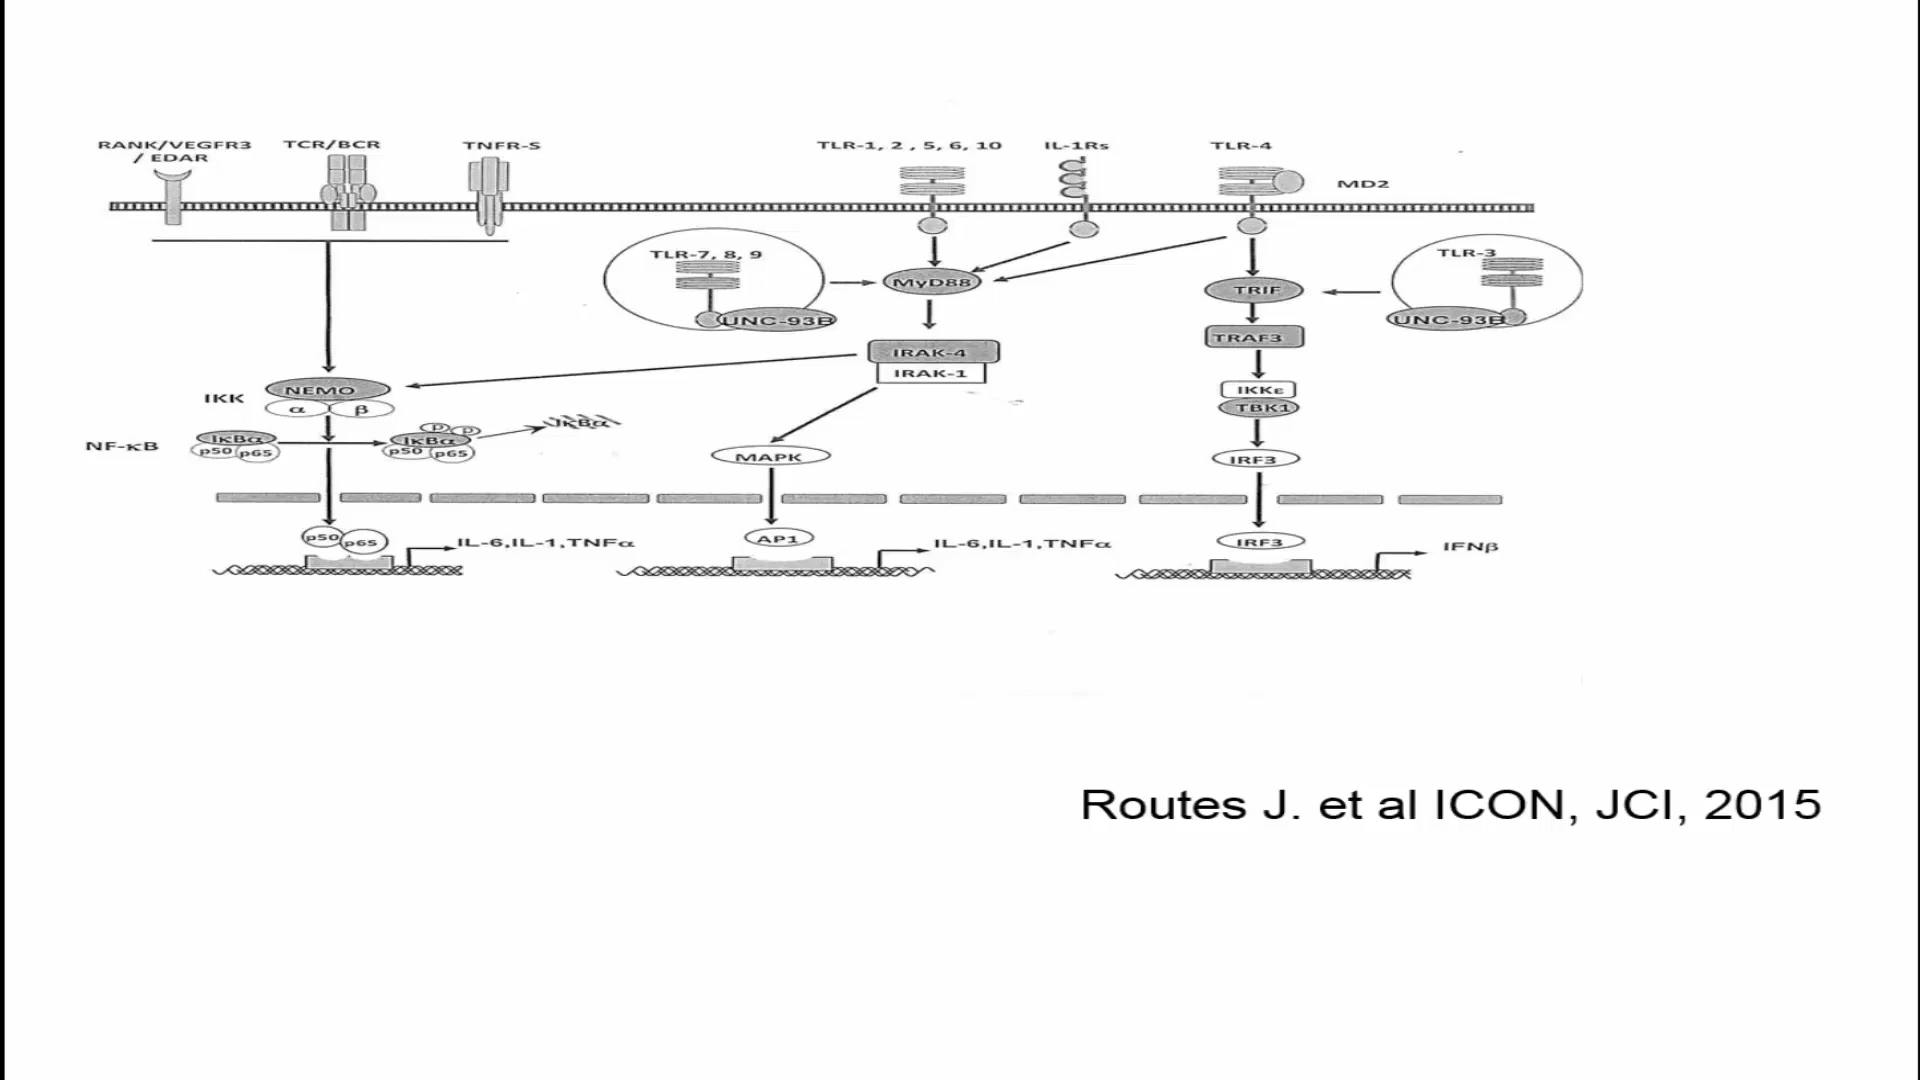 RANK/VEGFR3
/ EDAR
TCR/BCR
TNFR-S
TLR-1, 2 , 5, 6, 10
IL-1Rs
TLR-4
MD2
TLR-7, 8, 9
UNC-93B
MyD88
TRIF
TLR-3
UNC-93B
TRAF3
IRAK-4
IRAK-1
IKK
NEMO
α
β
IKKε
TBK1
NF-κB
IκBα
p50
p65
P
P
IκBα
p50
p65
IκBα
MAPK
IRF3
p50
p65
IL-6,IL-1,TNFα
AP1
IL-6,IL-1,TNFα
IRF3
IFNβ
Routes J. et al ICON, JCI, 2015